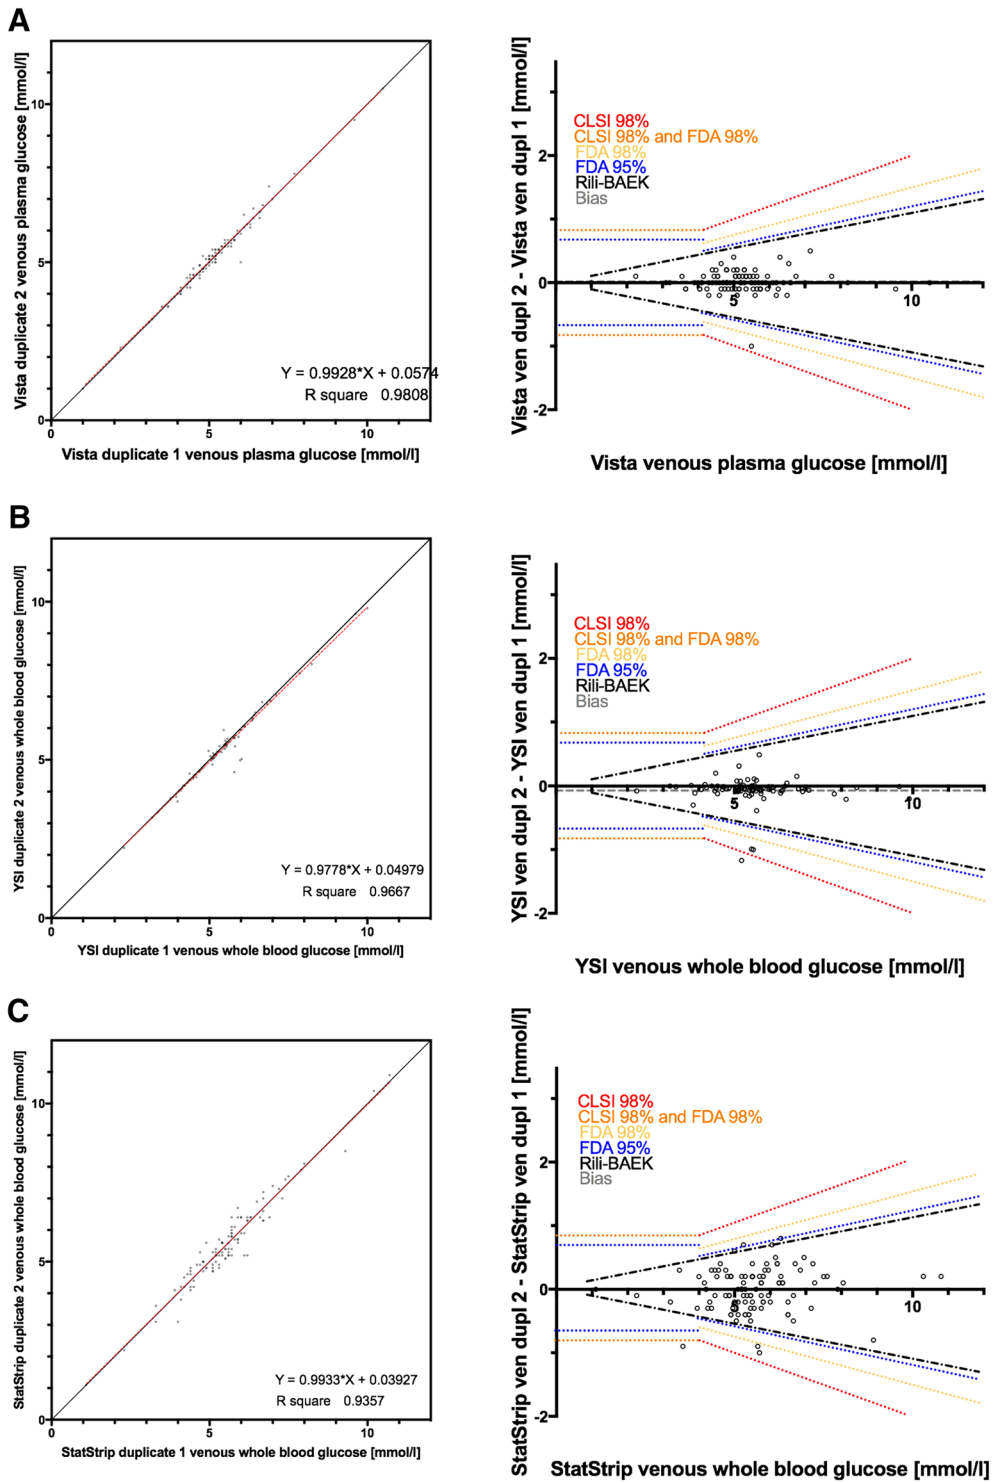 A
Vista duplicate 2 venous plasma glucose [mmol/l]
10
5
0
Y = 0.9928*X + 0.0574
R square 0.9808
0 5 10
Vista duplicate 1 venous plasma glucose [mmol/l]
Vista ven dupl 2 - Vista ven dupl 1 [mmol/l]
CLSI 98%
CLSI 98% and FDA 98%
FDA 98%
FDA 95%
Rili-BAEK
Bias
2
0
-2
5 10
Vista venous plasma glucose [mmol/l]
B
YSI duplicate 2 venous whole blood glucose [mmol/l]
10
5
0
Y = 0.9778*X + 0.04979
R square 0.9667
0 5 10
YSI duplicate 1 venous whole blood glucose [mmol/l]
YSI ven dupl 2 - YSI ven dupl 1 [mmol/l]
CLSI 98%
CLSI 98% and FDA 98%
FDA 98%
FDA 95%
Rili-BAEK
Bias
2
0
-2
5 10
YSI venous whole blood glucose [mmol/l]
C
StatStrip duplicate 2 venous whole blood glucose [mmol/l]
10
5
0
Y = 0.9933*X + 0.03927
R square 0.9357
0 5 10
StatStrip duplicate 1 venous whole blood glucose [mmol/l]
StatStrip ven dupl 2 - StatStrip ven dupl 1 [mmol/l]
CLSI 98%
CLSI 98% and FDA 98%
FDA 98%
FDA 95%
Rili-BAEK
Bias
2
0
-2
5 10
StatStrip venous whole blood glucose [mmol/l]